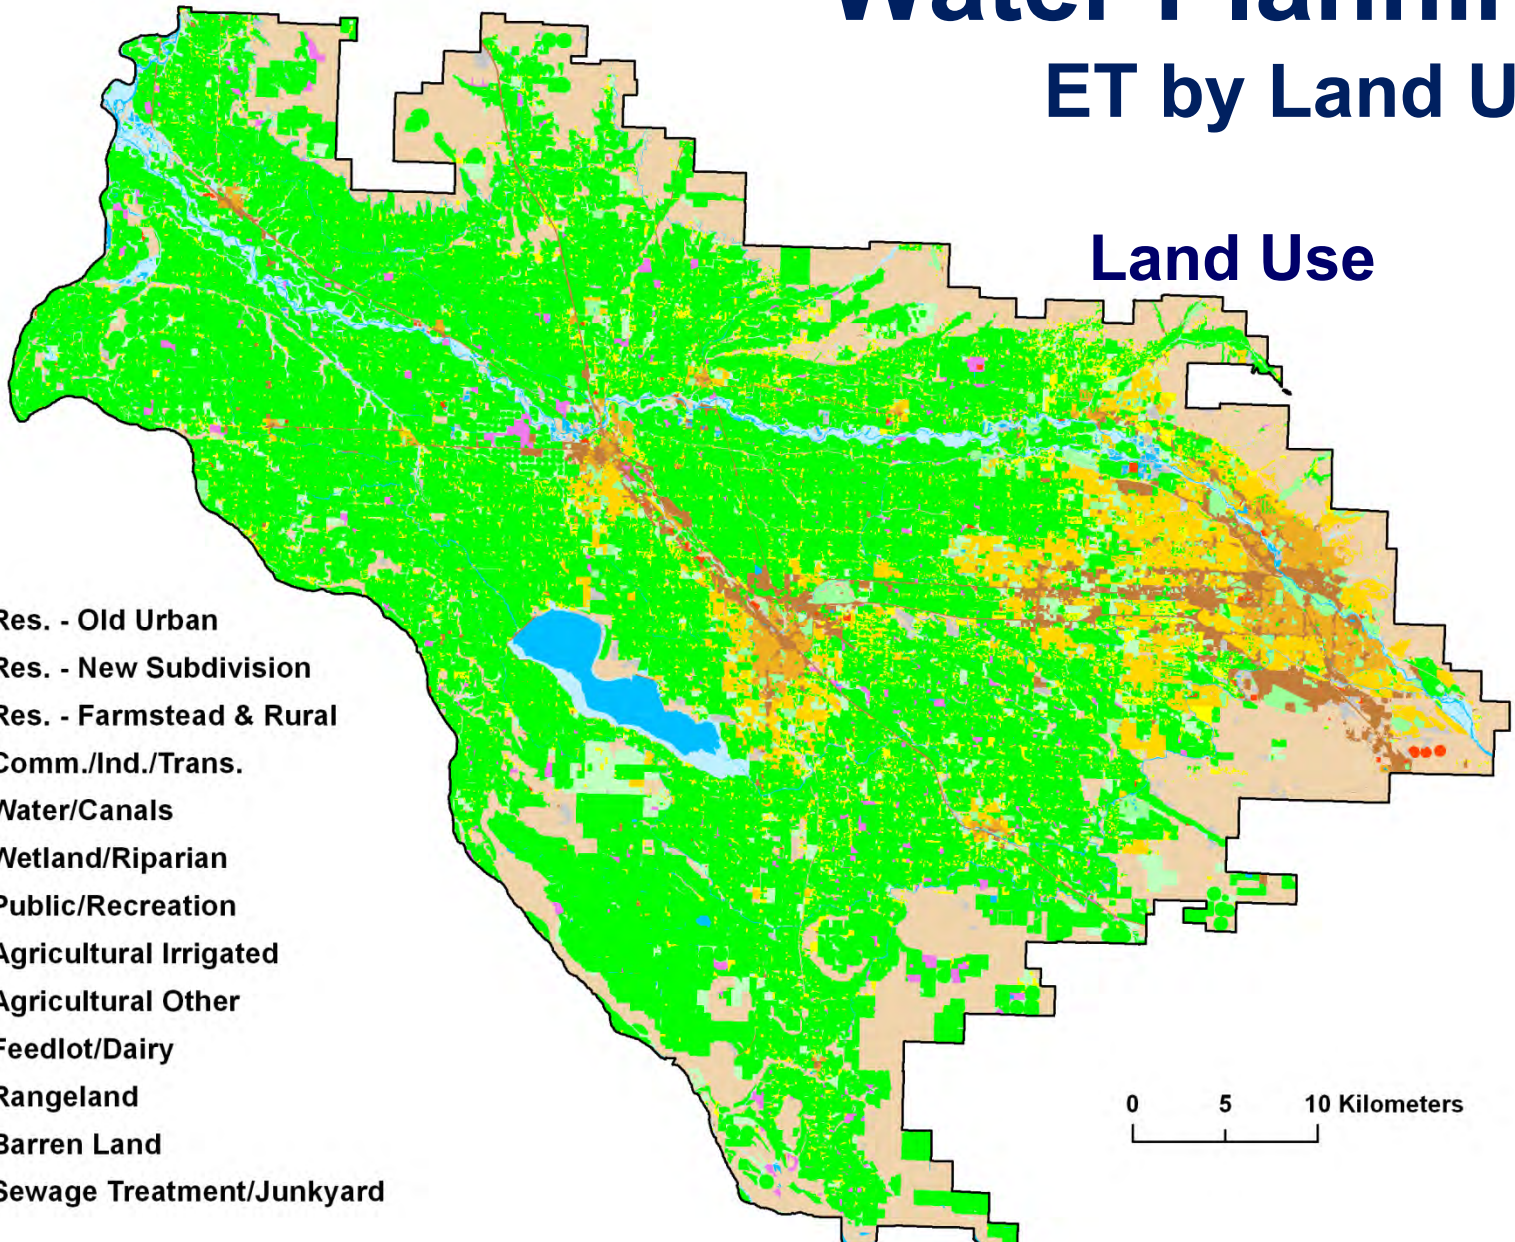 ET by Land U
Land Use
Res. - Old Urban
Res. - New Subdivision
Res. - Farmstead & Rural
Comm./Ind./Trans.
Water/Canals
Wetland/Riparian
Public/Recreation
Agricultural Irrigated
Agricultural Other
Feedlot/Dairy
Rangeland
Barren Land
Sewage Treatment/Junkyard
0 5 10 Kilometers